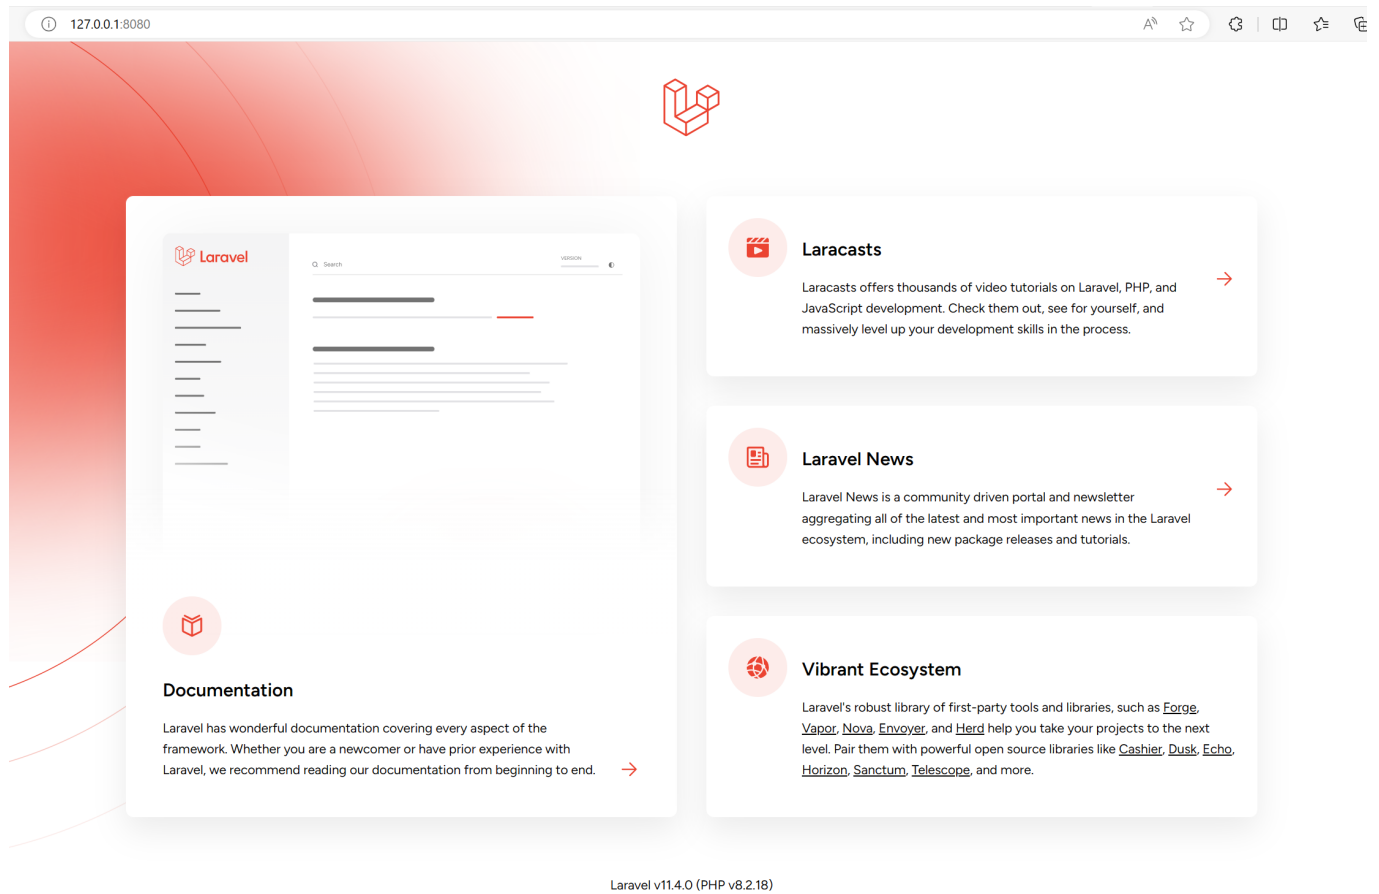 127.0.0.1:8080
Laravel
Search
VERSION
Documentation
Laravel has wonderful documentation covering every aspect of the
framework. Whether you are a newcomer or have prior experience with
Laravel, we recommend reading our documentation from beginning to end.
Laracasts
Laracasts offers thousands of video tutorials on Laravel, PHP, and
JavaScript development. Check them out, see for yourself, and
massively level up your development skills in the process.
Laravel News
Laravel News is a community driven portal and newsletter
aggregating all of the latest and most important news in the Laravel
ecosystem, including new package releases and tutorials.
Vibrant Ecosystem
Laravel's robust library of first-party tools and libraries, such as Forge,
Vapor, Nova, Envoyer, and Herd help you take your projects to the next
level. Pair them with powerful open source libraries like Cashier, Dusk, Echo,
Horizon, Sanctum, Telescope, and more.
Laravel v11.4.0 (PHP v8.2.18)